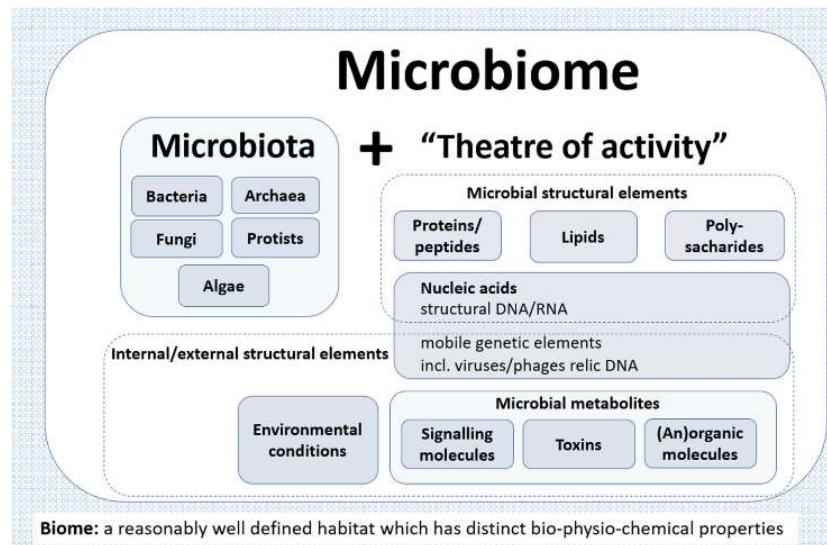 Microbiome
Microbiota + “Theatre of activity”
Bacteria
Archaea
Fungi
Protists
Algae
Microbial structural elements
Proteins/
peptides
Lipids
Poly-
sacharides
Nucleic acids
structural DNA/RNA
mobile genetic elements
incl. viruses/phages relic DNA
Internal/external structural elements
Environmental
conditions
Microbial metabolites
Signalling
molecules
Toxins
(An)organic
molecules
Biome: a reasonably well defined habitat which has distinct bio-physio-chemical properties